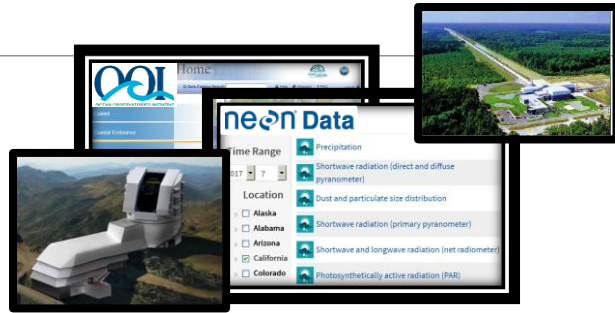 Home
OOI
OCEAN OBSERVATORIES INITIATIVE
Coastal Endurance
neon Data
Time Range
2017 7
Location
Alaska
Alabama
Arizona
California
Colorado
Precipitation
Shortwave radiation (direct and diffuse
pyranometer)
Dust and particulate size distribution
Shortwave radiation (primary pyranometer)
Shortwave and longwave radiation (net radiometer)
Photosynthetically active radiation (PAR)